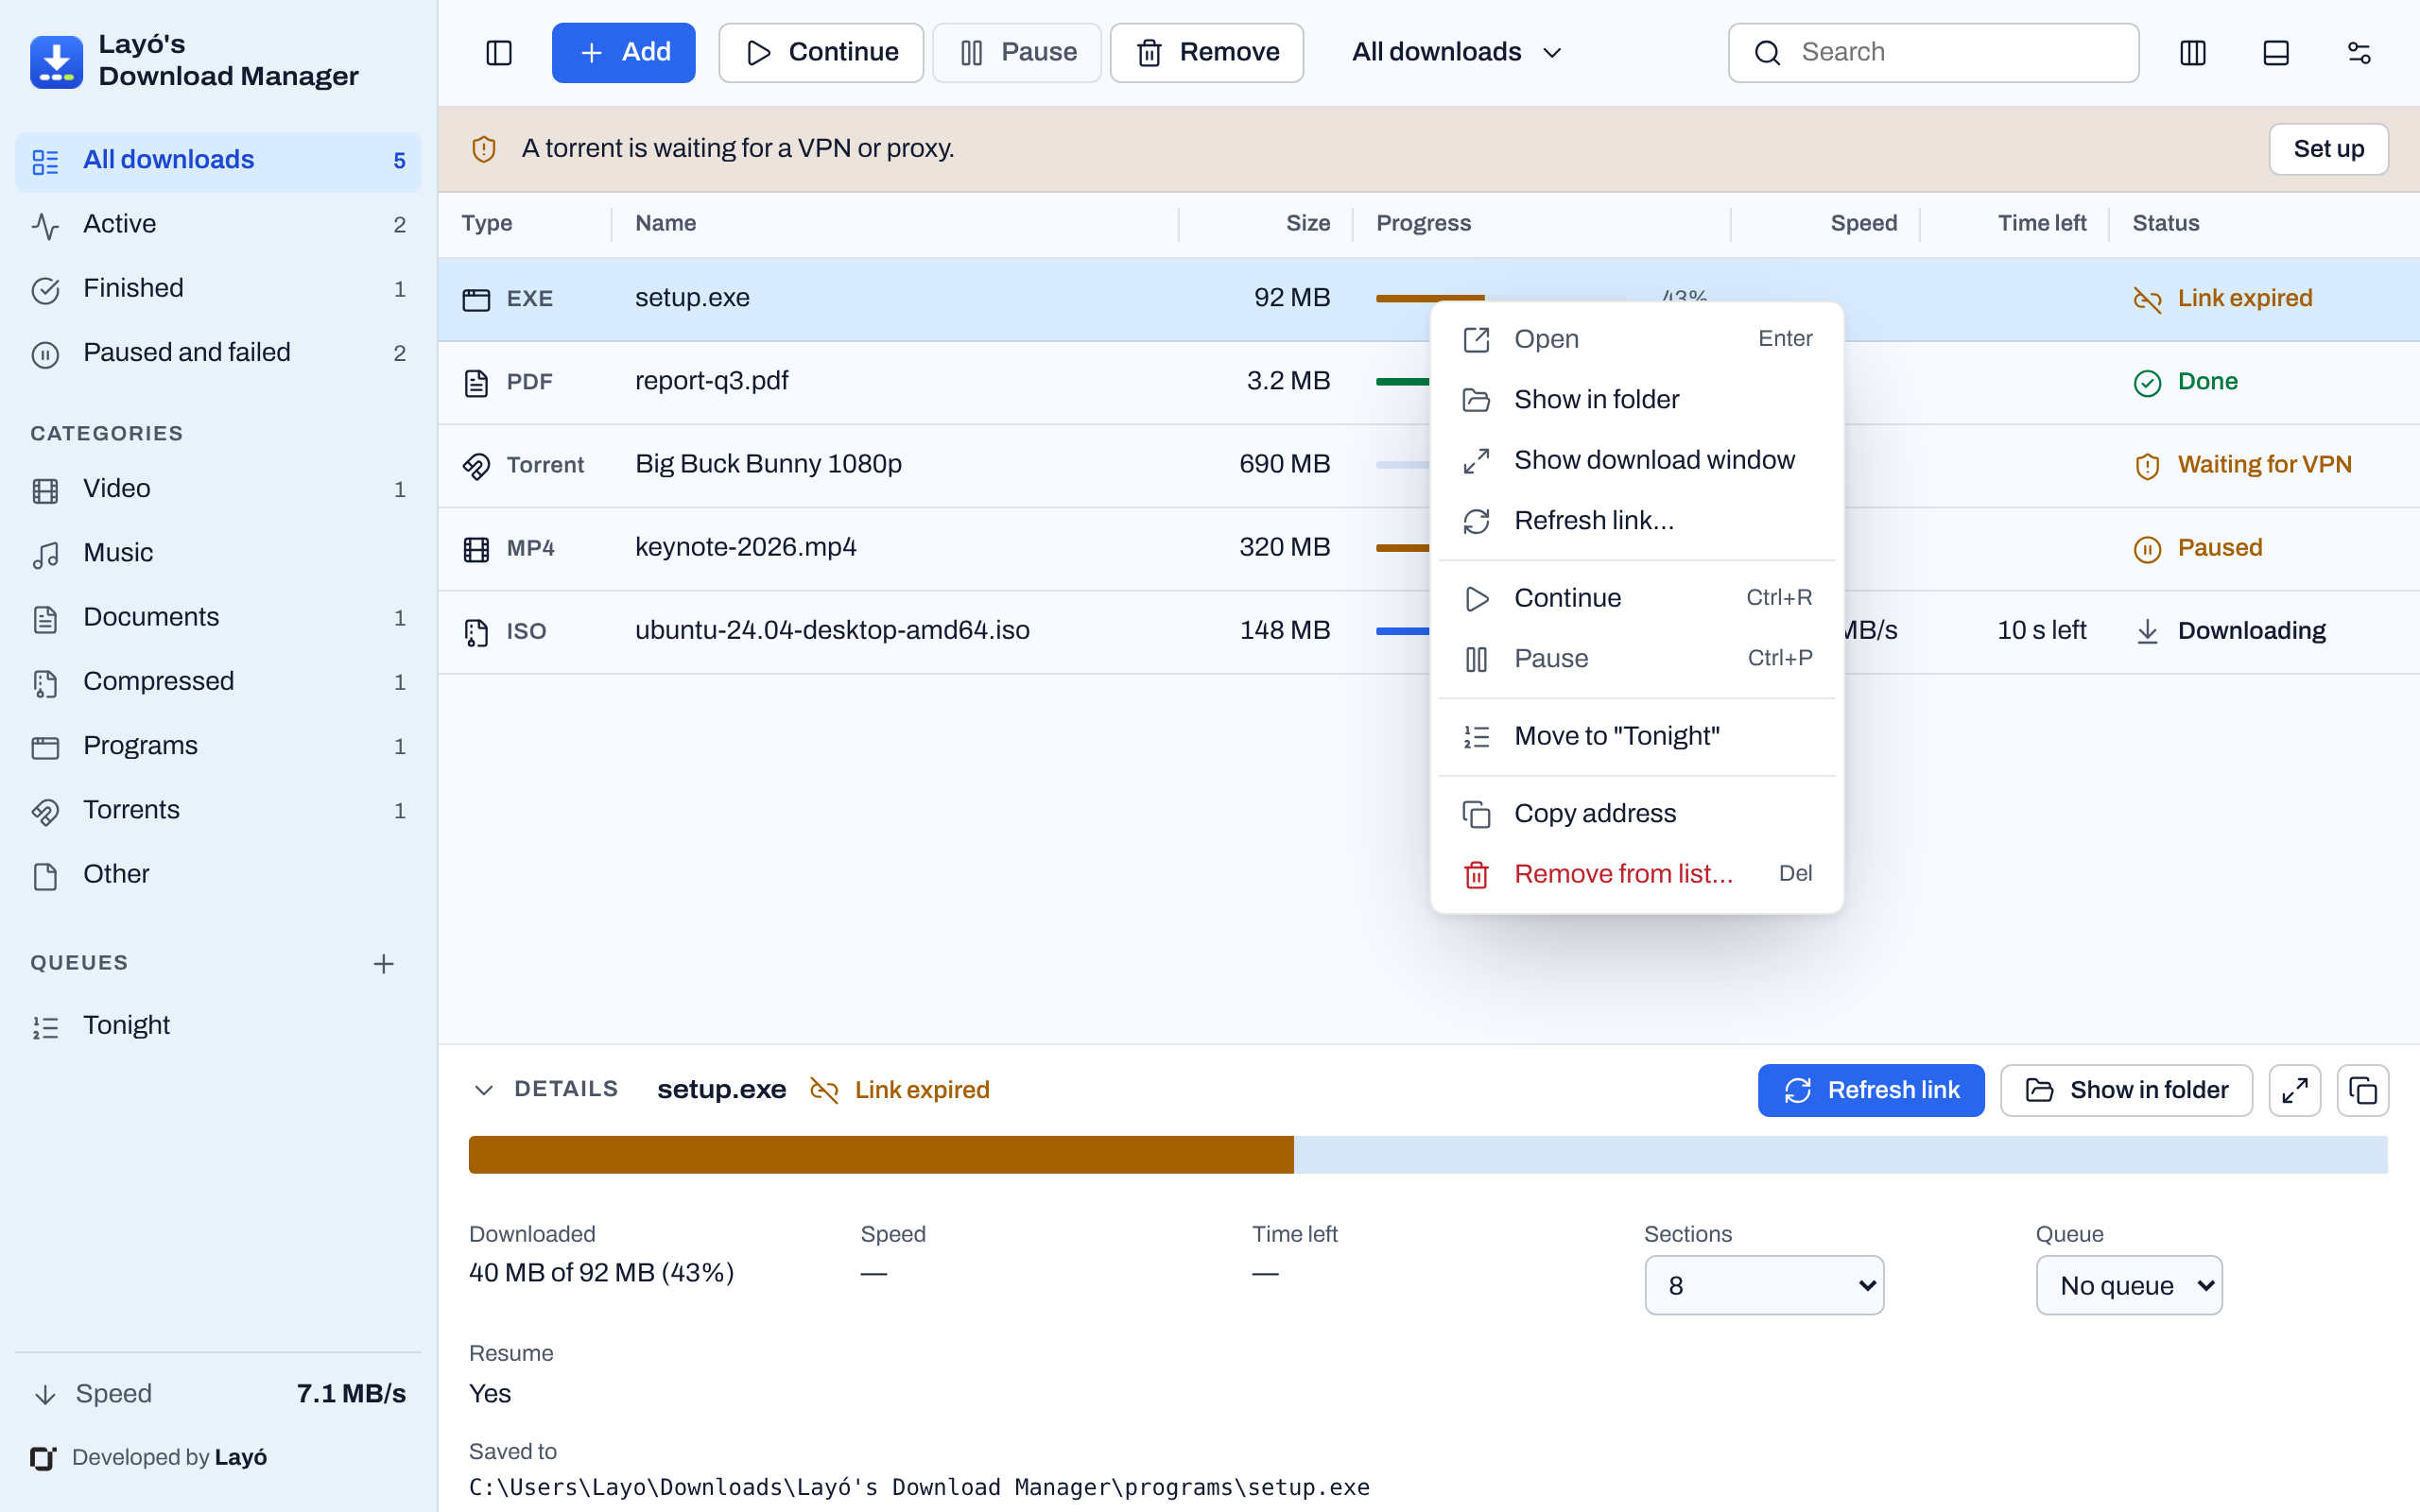 Layó's
Download Manager
Add
Continue
Pause
Remove
All downloads
Search
All downloads 5
Active 2
Finished 1
Paused and failed 2
CATEGORIES
Video 1
Music
Documents 1
Compressed 1
Programs 1
Torrents 1
Other
QUEUES
Tonight
Speed 7.1 MB/s
Developed by Layó
A torrent is waiting for a VPN or proxy.
Set up
Type Name Size Progress Speed Time left Status
EXE setup.exe 92 MB 43% Link expired
PDF report-q3.pdf 3.2 MB Done
Torrent Big Buck Bunny 1080p 690 MB Waiting for VPN
MP4 keynote-2026.mp4 320 MB Paused
ISO ubuntu-24.04-desktop-amd64.iso 148 MB MB/s 10 s left Downloading
Open Enter
Show in folder
Show download window
Refresh link...
Continue Ctrl+R
Pause Ctrl+P
Move to "Tonight"
Copy address
Remove from list... Del
DETAILS setup.exe Link expired
Refresh link
Show in folder
Downloaded Speed Time left Sections Queue
40 MB of 92 MB (43%) — — 8 No queue
Resume
Yes
Saved to
C:\Users\Layo\Downloads\Layó's Download Manager\programs\setup.exe